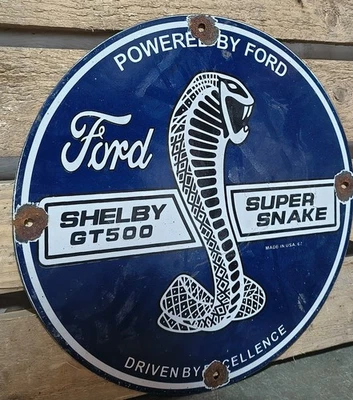 POWERED BY FORD
Ford
SHELBY
GT500
SUPER
SNAKE
MADE IN USA
DRIVEN BY EXCELLENCE